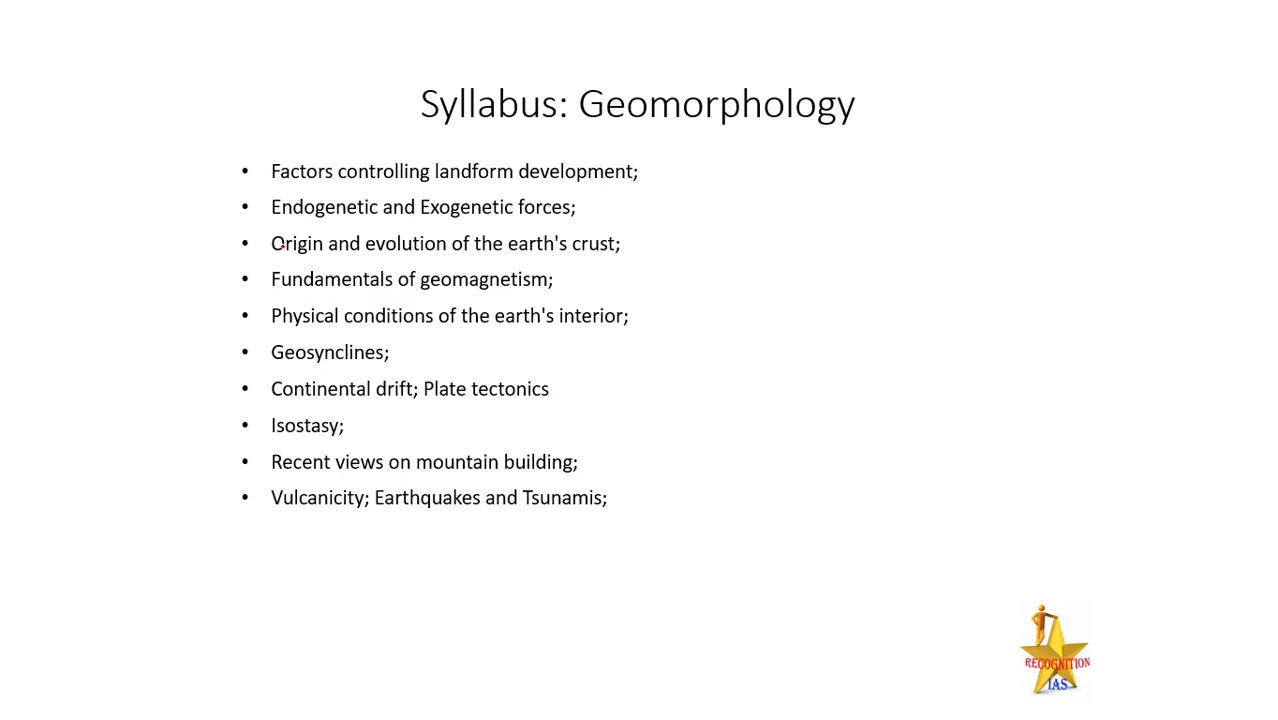 Syllabus: Geomorphology
• Factors controlling landform development;
• Endogenetic and Exogenetic forces;
• Origin and evolution of the earth's crust;
• Fundamentals of geomagnetism;
• Physical conditions of the earth's interior;
• Geosynclines;
• Continental drift; Plate tectonics
• Isostasy;
• Recent views on mountain building;
• Vulcanicity; Earthquakes and Tsunamis;
RECOGNITION
IAS